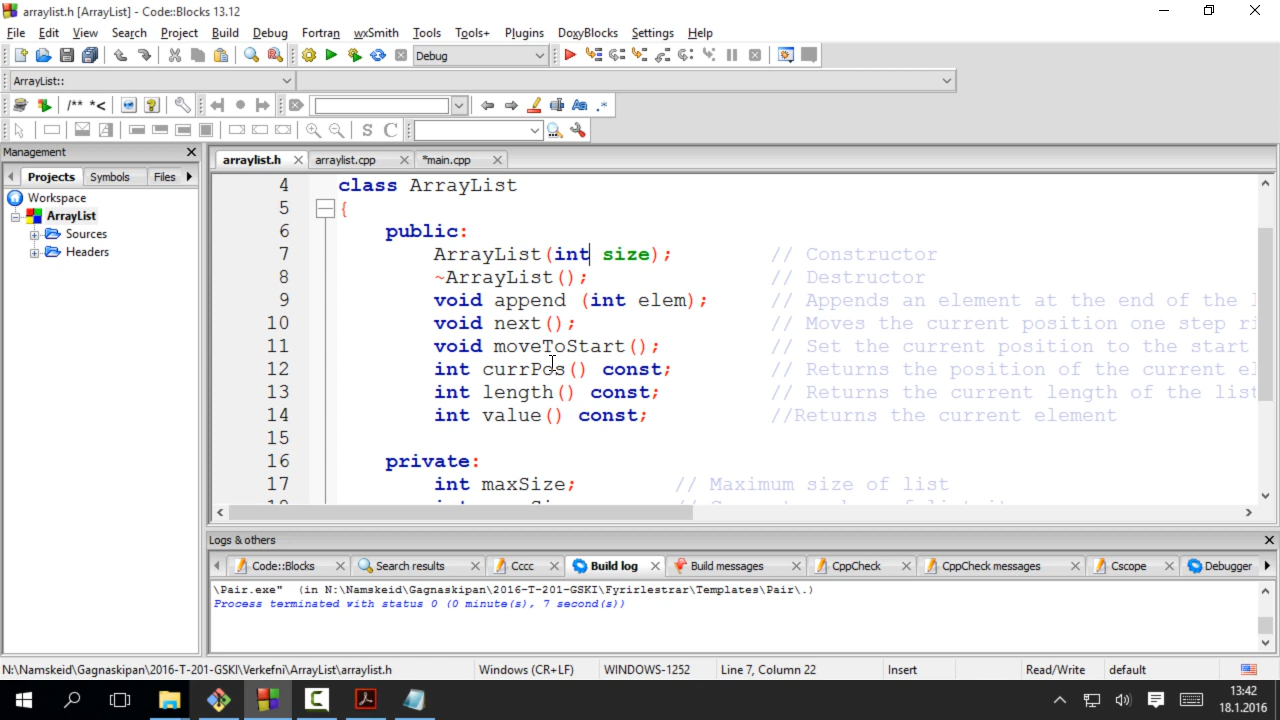 arraylist.h [ArrayList] - Code::Blocks 13.12
File Edit View Search Project Build Debug Fortran wxSmith Tools Tools+ Plugins DoxyBlocks Settings Help
Debug
ArrayList::
/** *<
S C
Management
Projects Symbols Files
Workspace
ArrayList
Sources
Headers
arraylist.h arraylist.cpp *main.cpp
4 class ArrayList
5 {
6 public:
7 ArrayList(int size); // Constructor
8 ~ArrayList(); // Destructor
9 void append (int elem); // Appends an element at the end of the l
10 void next(); // Moves the current position one step ri
11 void moveToStart(); // Set the current position to the start
12 int currPos() const; // Returns the position of the current el
13 int length() const; // Returns the current length of the list
14 int value() const; //Returns the current element
15
16 private:
17 int maxSize; // Maximum size of list
Logs & others
Code::Blocks Search results Cccc Build log Build messages CppCheck CppCheck messages Cscope Debugger
\Pair.exe" (in N:\Namskeid\Gagnaskipan\2016-T-201-GSKI\Fyrirlestrar\Templates\Pair\.)
Process terminated with status 0 (0 minute(s), 7 second(s))
N:\Namskeid\Gagnaskipan\2016-T-201-GSKI\Verkefni\ArrayList\arraylist.h Windows (CR+LF) WINDOWS-1252 Line 7, Column 22 Insert Read/Write default
13:42
18.1.2016